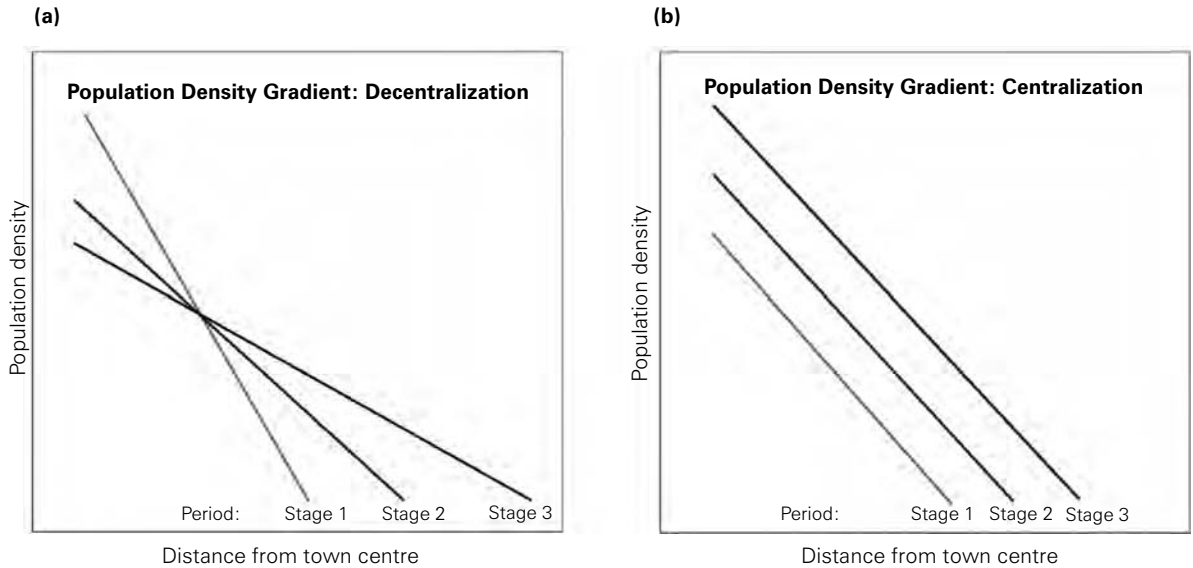 (a)
Population Density Gradient: Decentralization
Population density
Period: Stage 1 Stage 2 Stage 3
Distance from town centre
(b)
Population Density Gradient: Centralization
Population density
Period: Stage 1 Stage 2 Stage 3
Distance from town centre